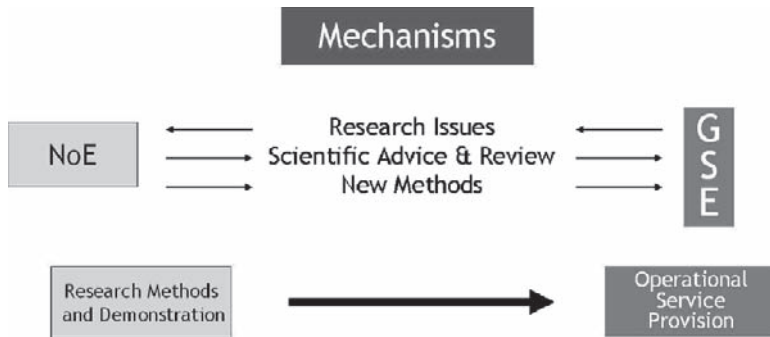 Mechanisms
NoE
Research Issues
Scientific Advice & Review
New Methods
G
S
E
Research Methods
and Demonstration
Operational
Service
Provision